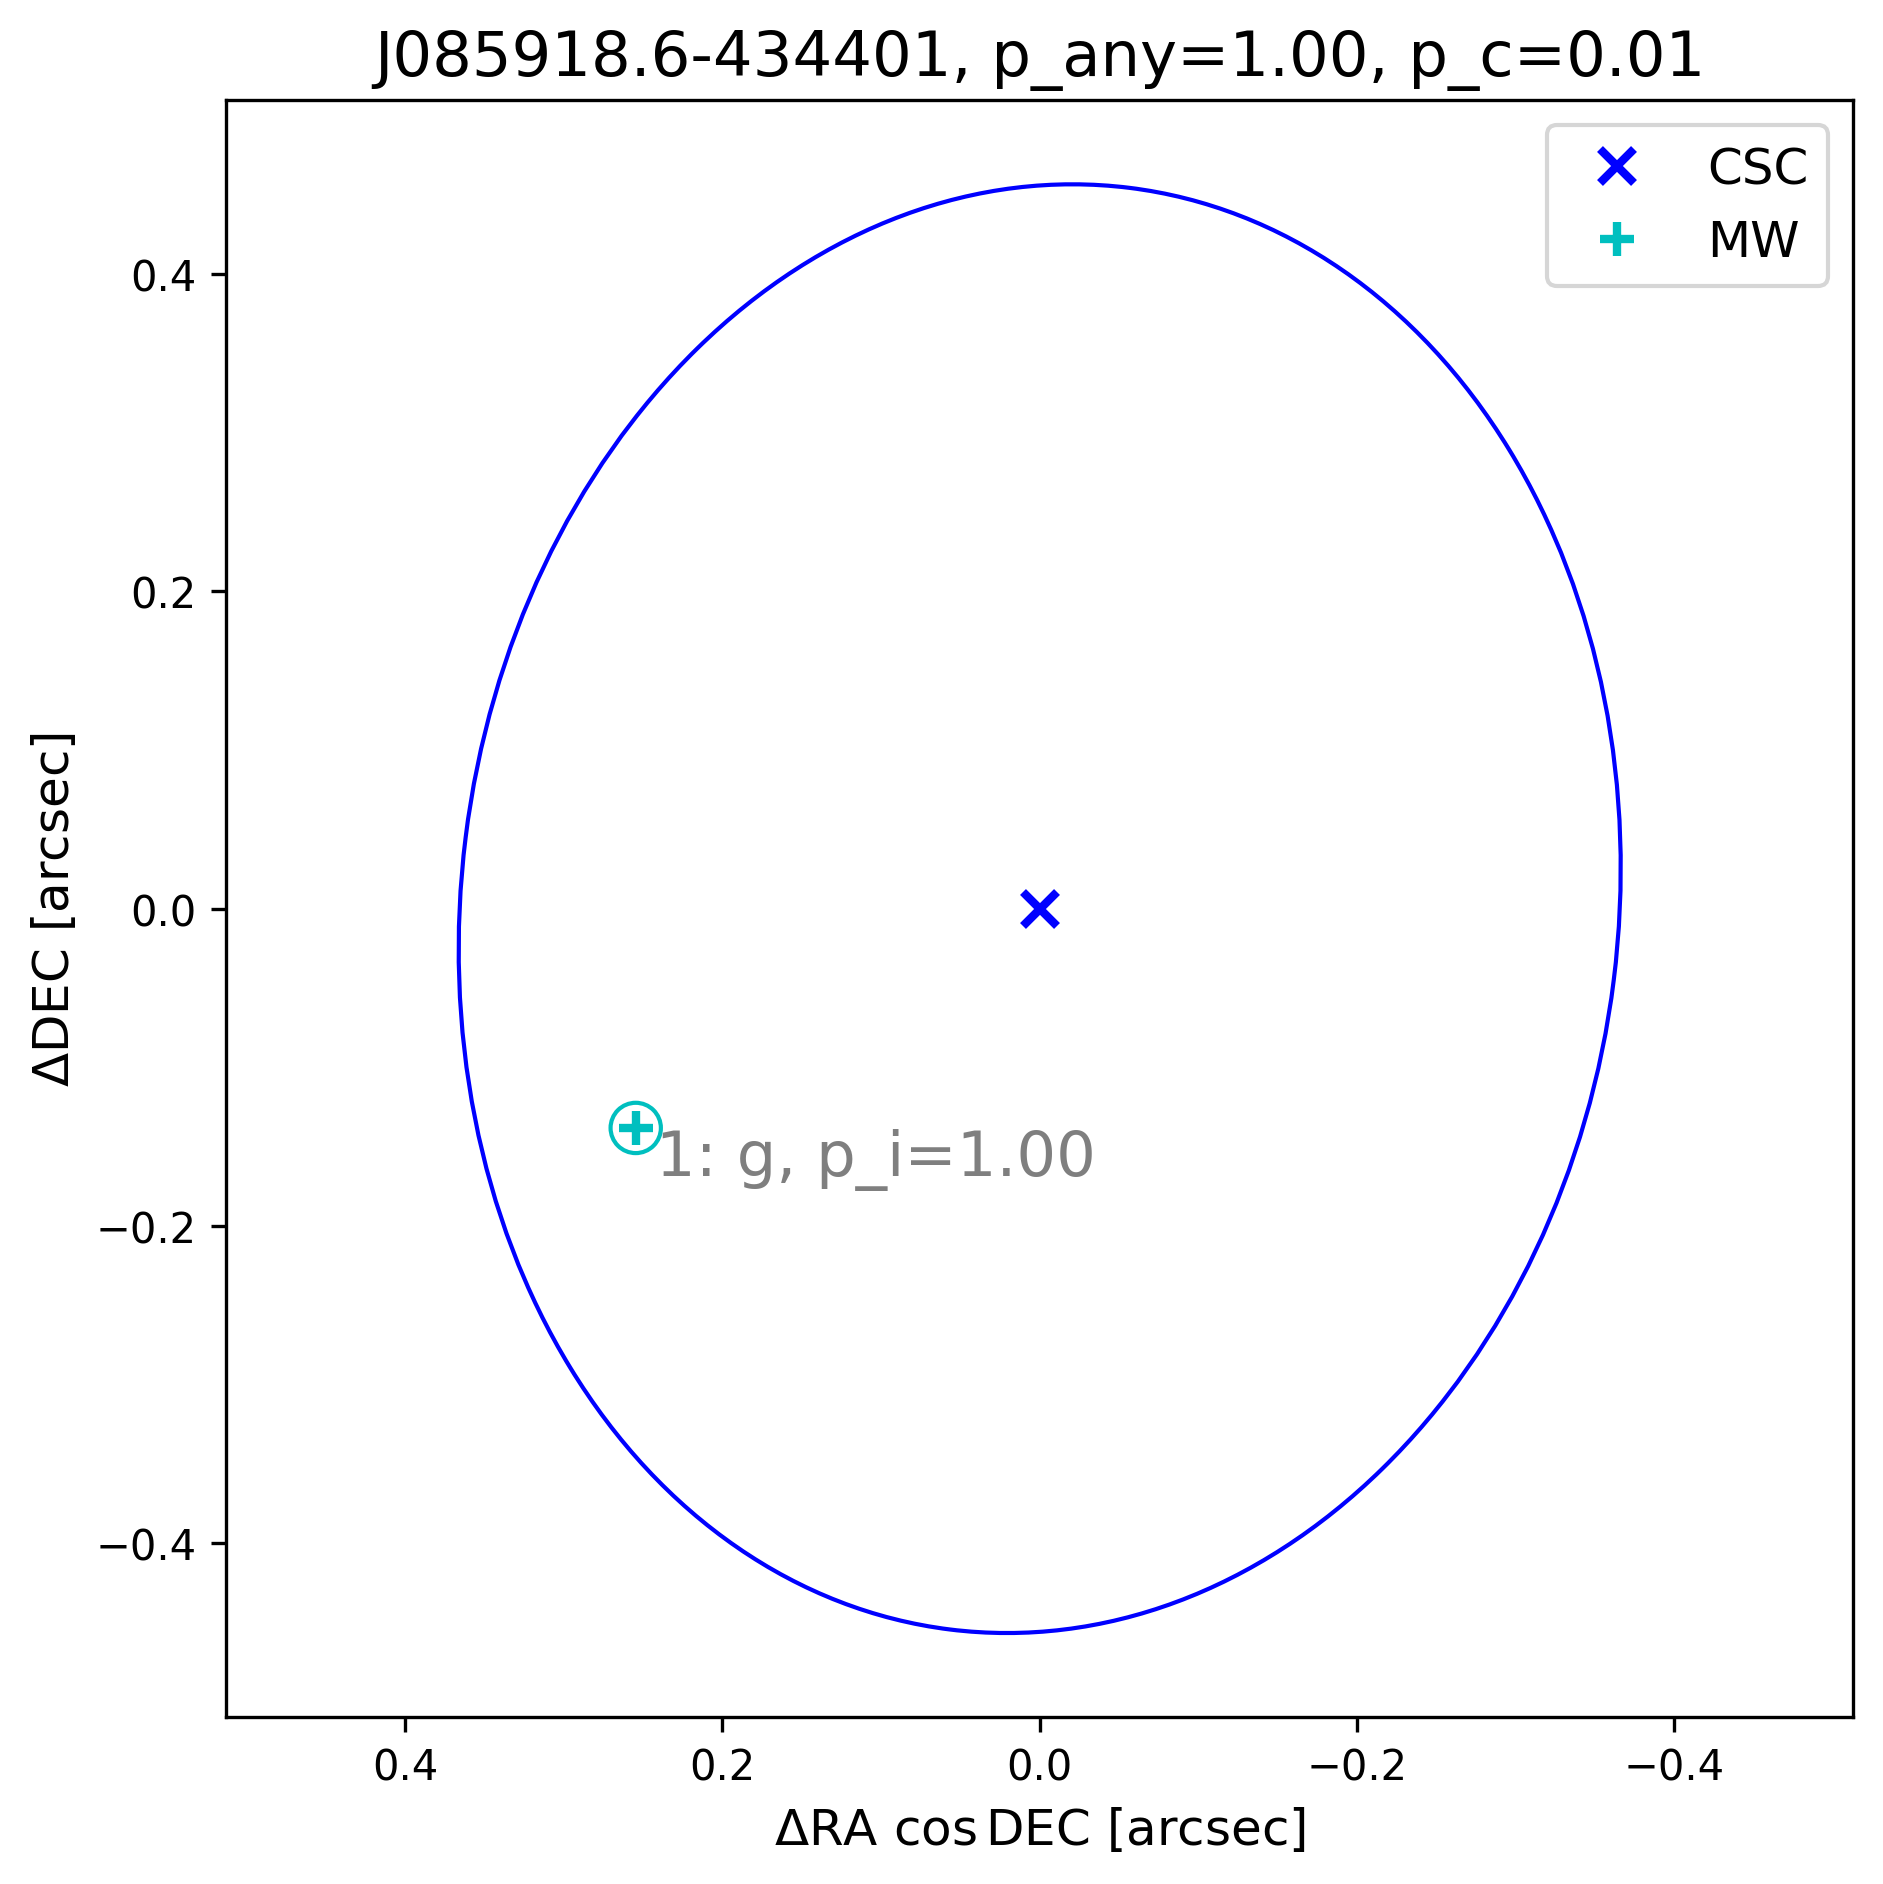 J085918.6-434401, p_any=1.00, p_c=0.01
CSC
MW
0.4
0.2
0.0
−0.2
−0.4
ΔDEC [arcsec]
1: g, p_i=1.00
0.4
0.2
0.0
−0.2
−0.4
ΔRA cos DEC [arcsec]